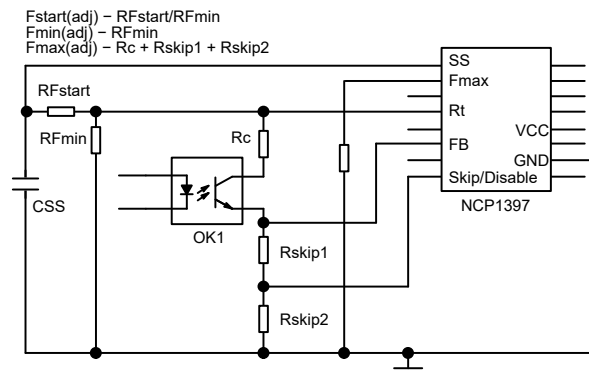 Fstart(adj) − RFstart/RFmin
Fmin(adj) − RFmin
Fmax(adj) − Rc + Rskip1 + Rskip2
SS
Fmax
RFstart
Rt
RFmin
Rc
VCC
FB
GND
Skip/Disable
CSS
NCP1397
OK1
Rskip1
Rskip2